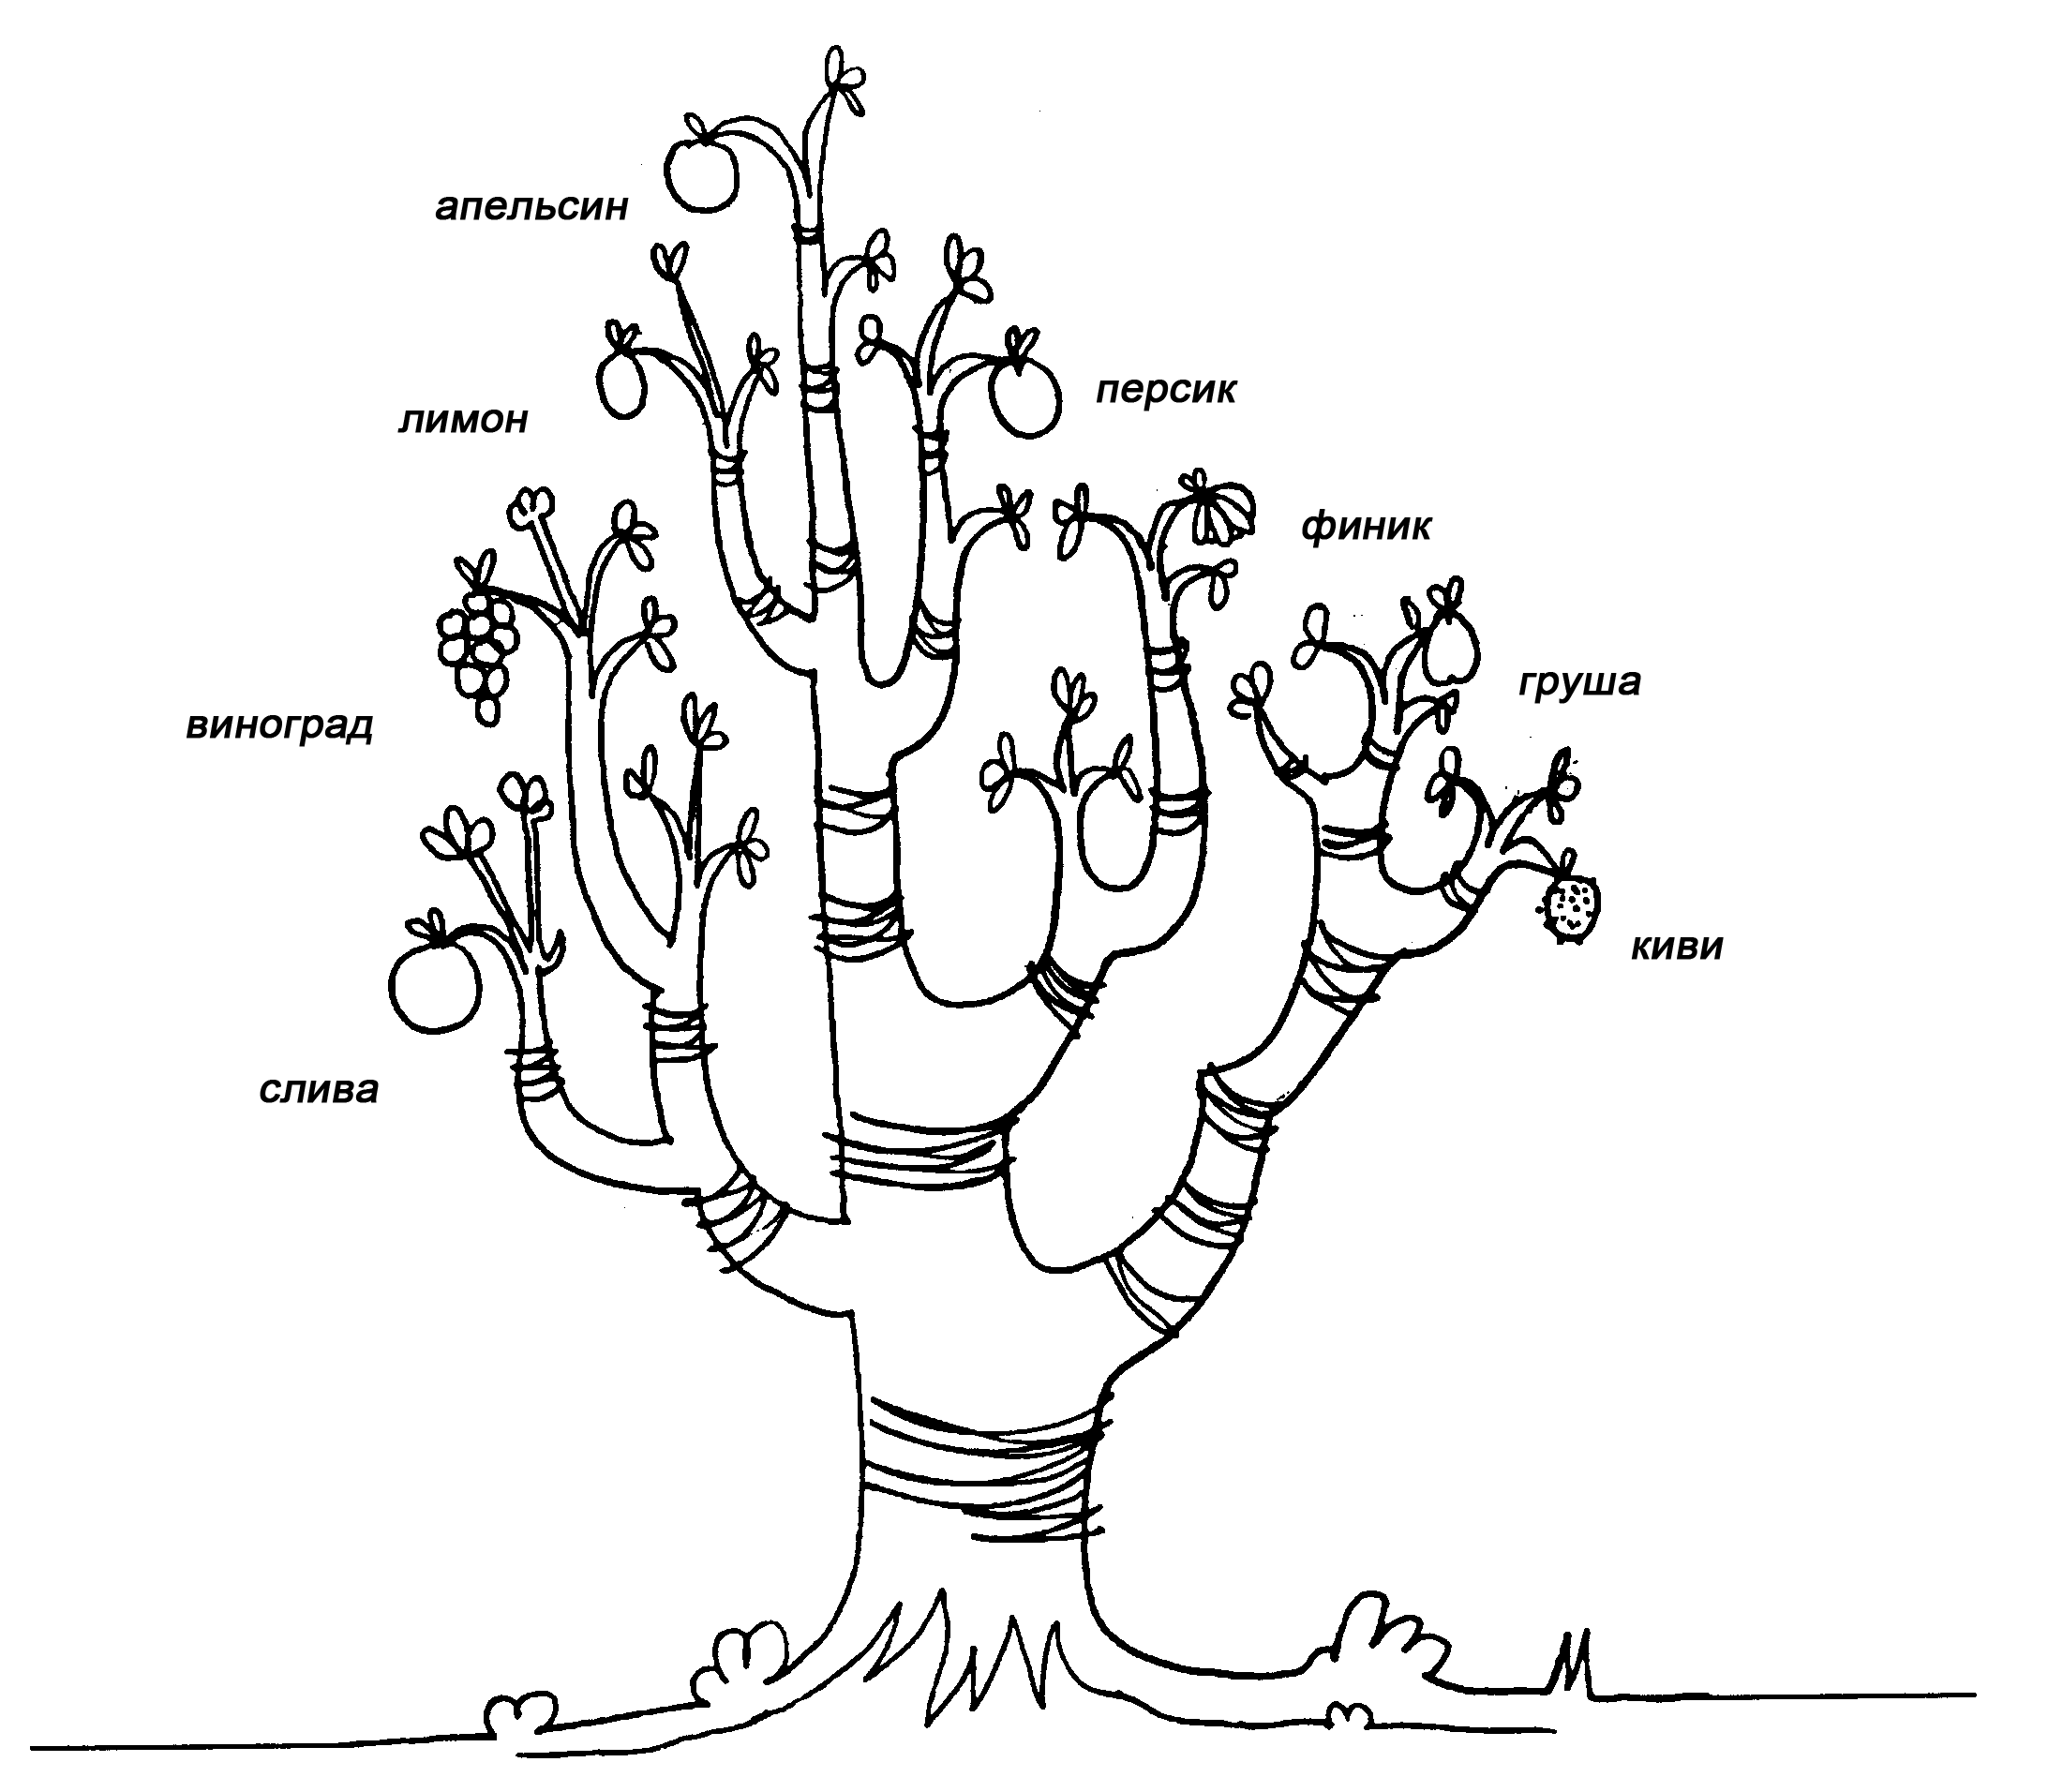 апельсин
персик
лимон
финик
груша
виноград
киви
слива